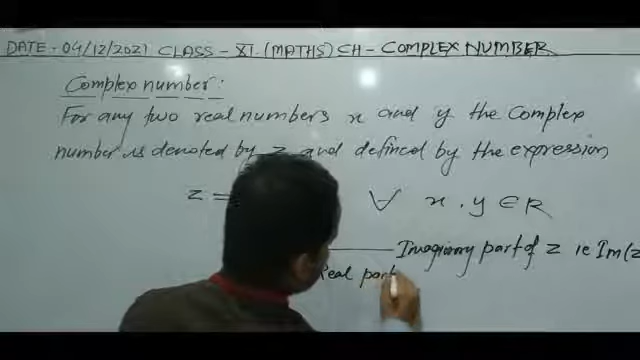 DATE - 04/12/2021 CLASS - XI (MATHS) CH - COMPLEX NUMBER
Complex number:
For any two real numbers x and y the Complex
number is denoted by z and defined by the expression
z = ∀ x, y ∈ R
Imaginary part of z ie Im(z
Real part